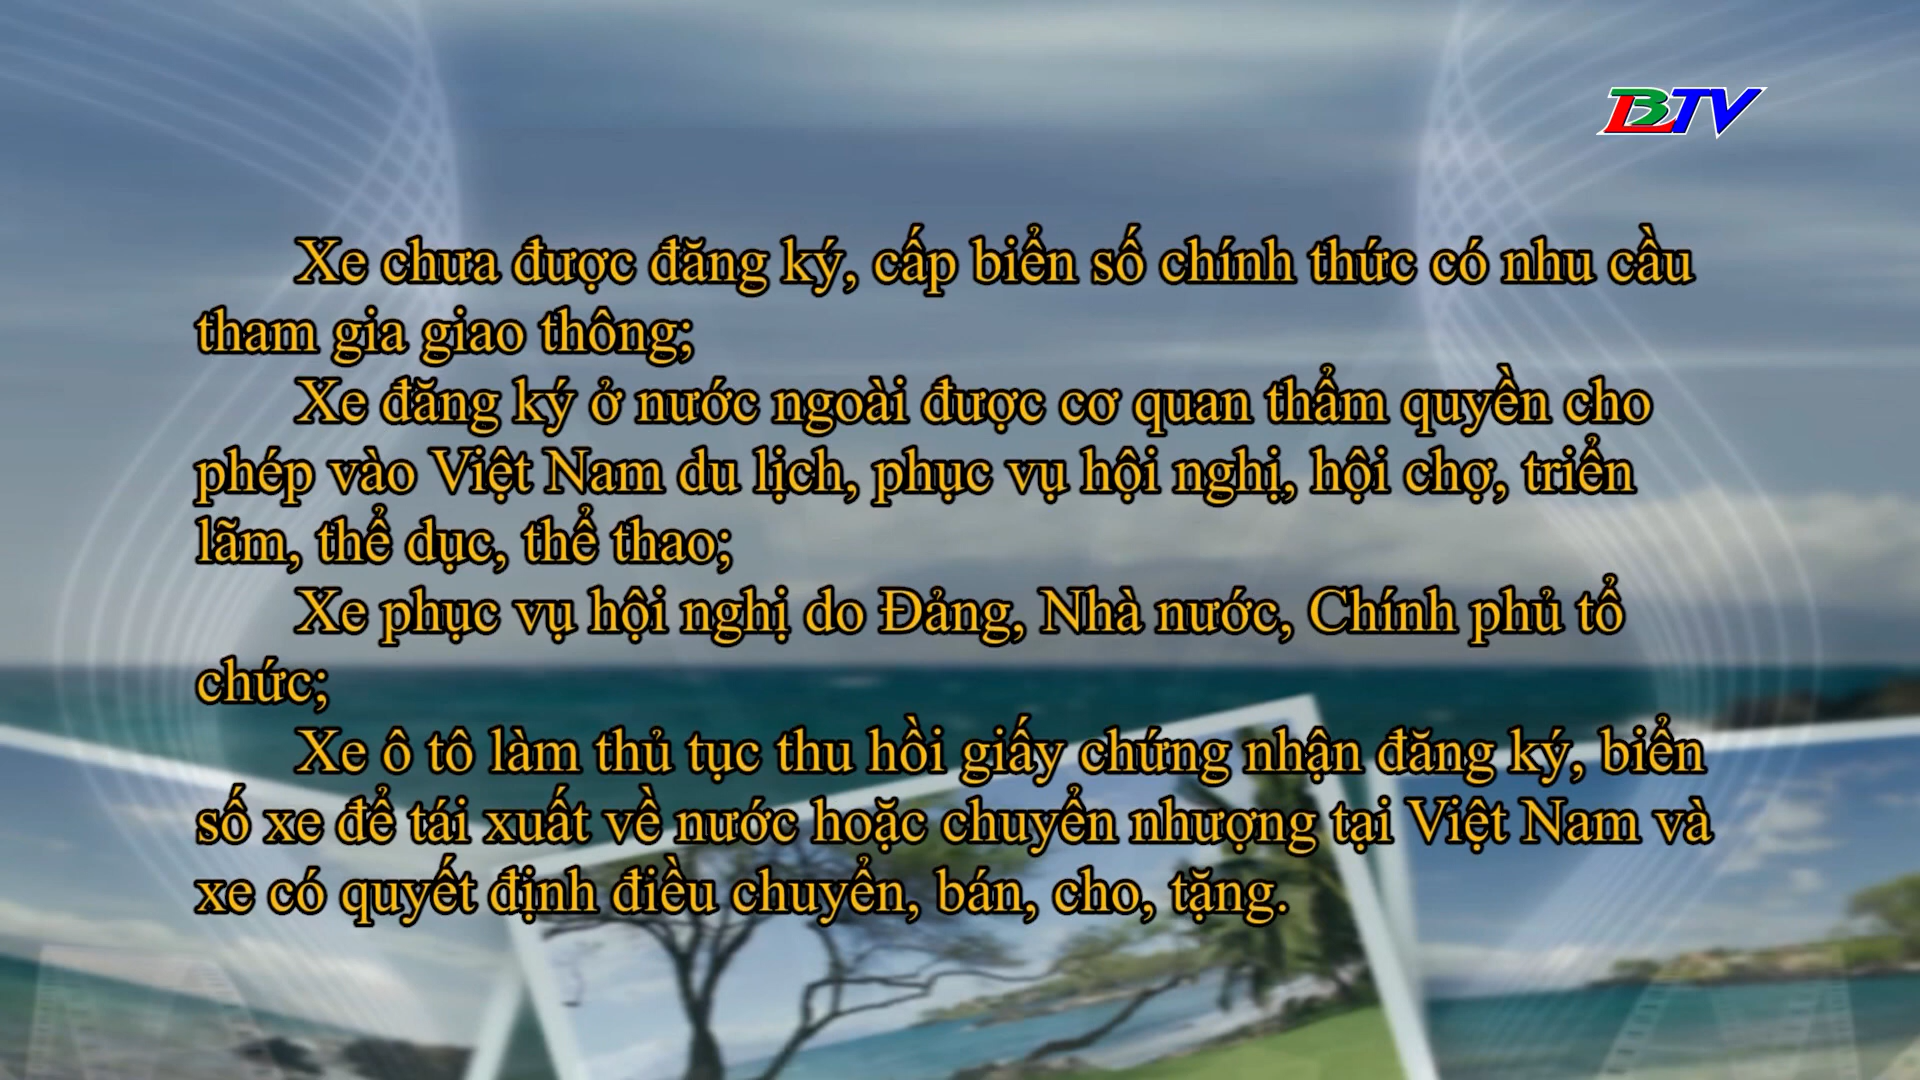 BTV
Xe chưa được đăng ký, cấp biển số chính thức có nhu cầu
tham gia giao thông;
Xe đăng ký ở nước ngoài được cơ quan thẩm quyền cho
phép vào Việt Nam du lịch, phục vụ hội nghị, hội chợ, triển
lãm, thể dục, thể thao;
Xe phục vụ hội nghị do Đảng, Nhà nước, Chính phủ tổ
chức;
Xe ô tô làm thủ tục thu hồi giấy chứng nhận đăng ký, biển
số xe để tái xuất về nước hoặc chuyển nhượng tại Việt Nam và
xe có quyết định điều chuyển, bán, cho, tặng.